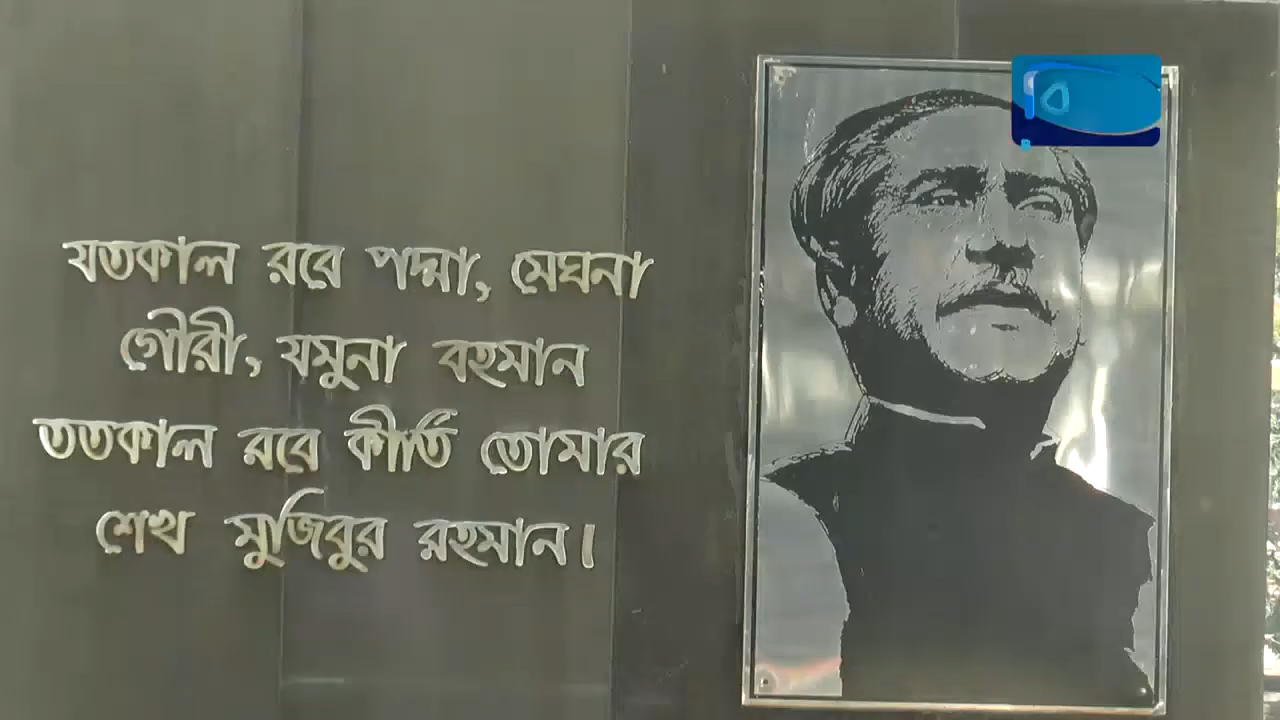 যতকাল রবে পদ্মা, মেঘনা
গৌরী, যমুনা বহমান
ততকাল রবে কীর্তি তোমার
শেখ মুজিবুর রহমান।